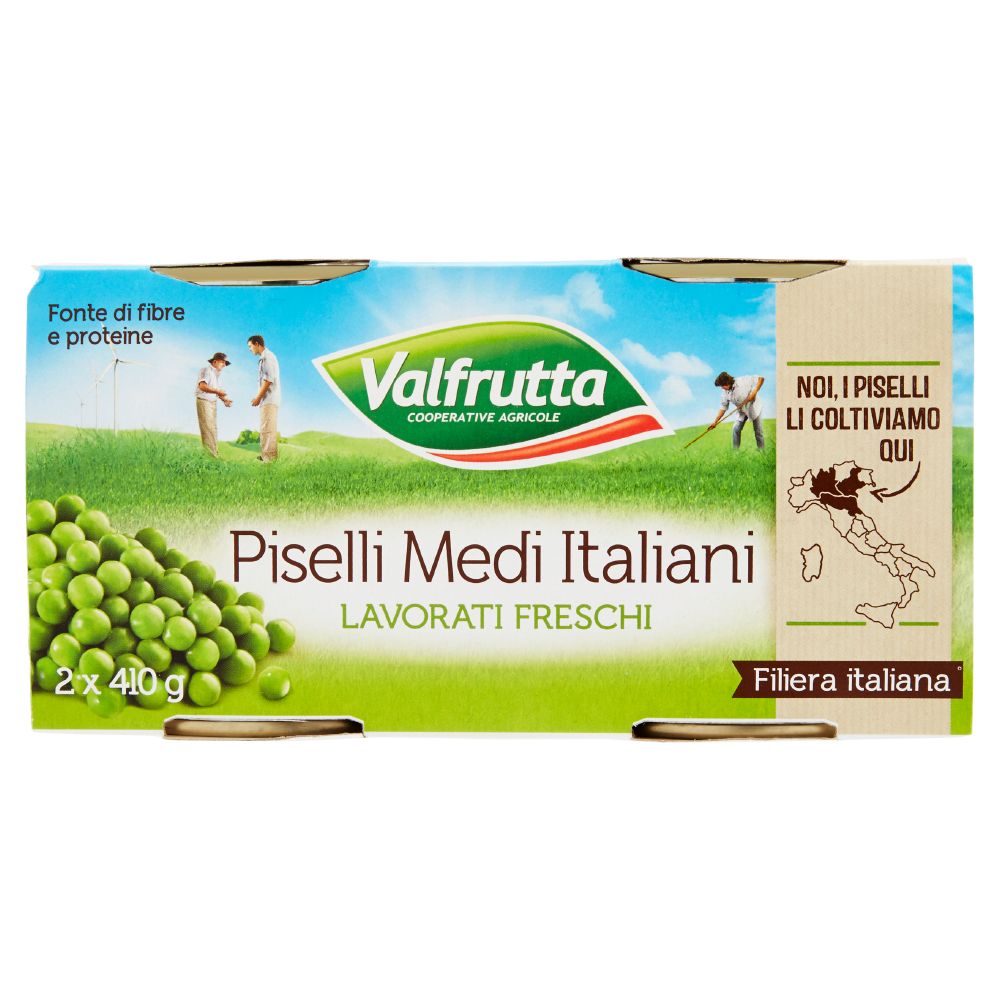 Fonte di fibre
e proteine
Valfrutta
COOPERATIVE AGRICOLE
NOI, I PISELLI
LI COLTIVIAMO
QUI
Piselli Medi Italiani
LAVORATI FRESCHI
2 x 410 g
Filiera italiana°